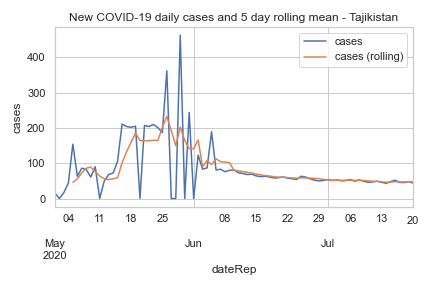 New COVID-19 daily cases and 5 day rolling mean - Tajikistan
cases
cases (rolling)
400
300
200
100
0
cases
04 11 18 25 08 15 22 29 06 13 20
May Jun Jul
2020
dateRep